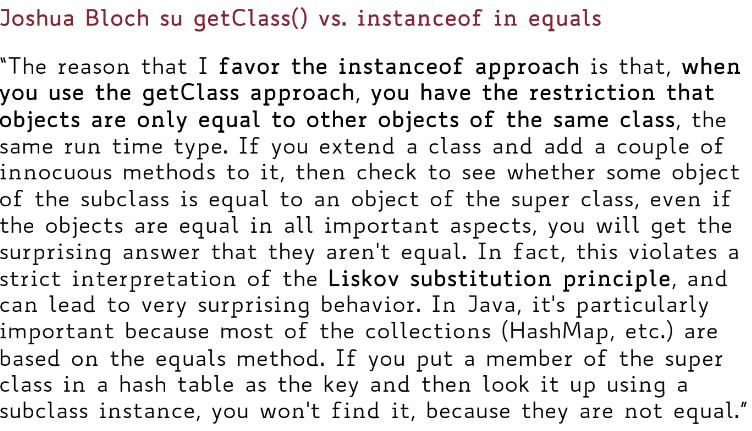 Joshua Bloch su getClass() vs. instanceof in equals
"The reason that I favor the instanceof approach is that, when
you use the getClass approach, you have the restriction that
objects are only equal to other objects of the same class, the
same run time type. If you extend a class and add a couple of
innocuous methods to it, then check to see whether some object
of the subclass is equal to an object of the super class, even if
the objects are equal in all important aspects, you will get the
surprising answer that they aren't equal. In fact, this violates a
strict interpretation of the Liskov substitution principle, and
can lead to very surprising behavior. In Java, it's particularly
important because most of the collections (HashMap, etc.) are
based on the equals method. If you put a member of the super
class in a hash table as the key and then look it up using a
subclass instance, you won't find it, because they are not equal."